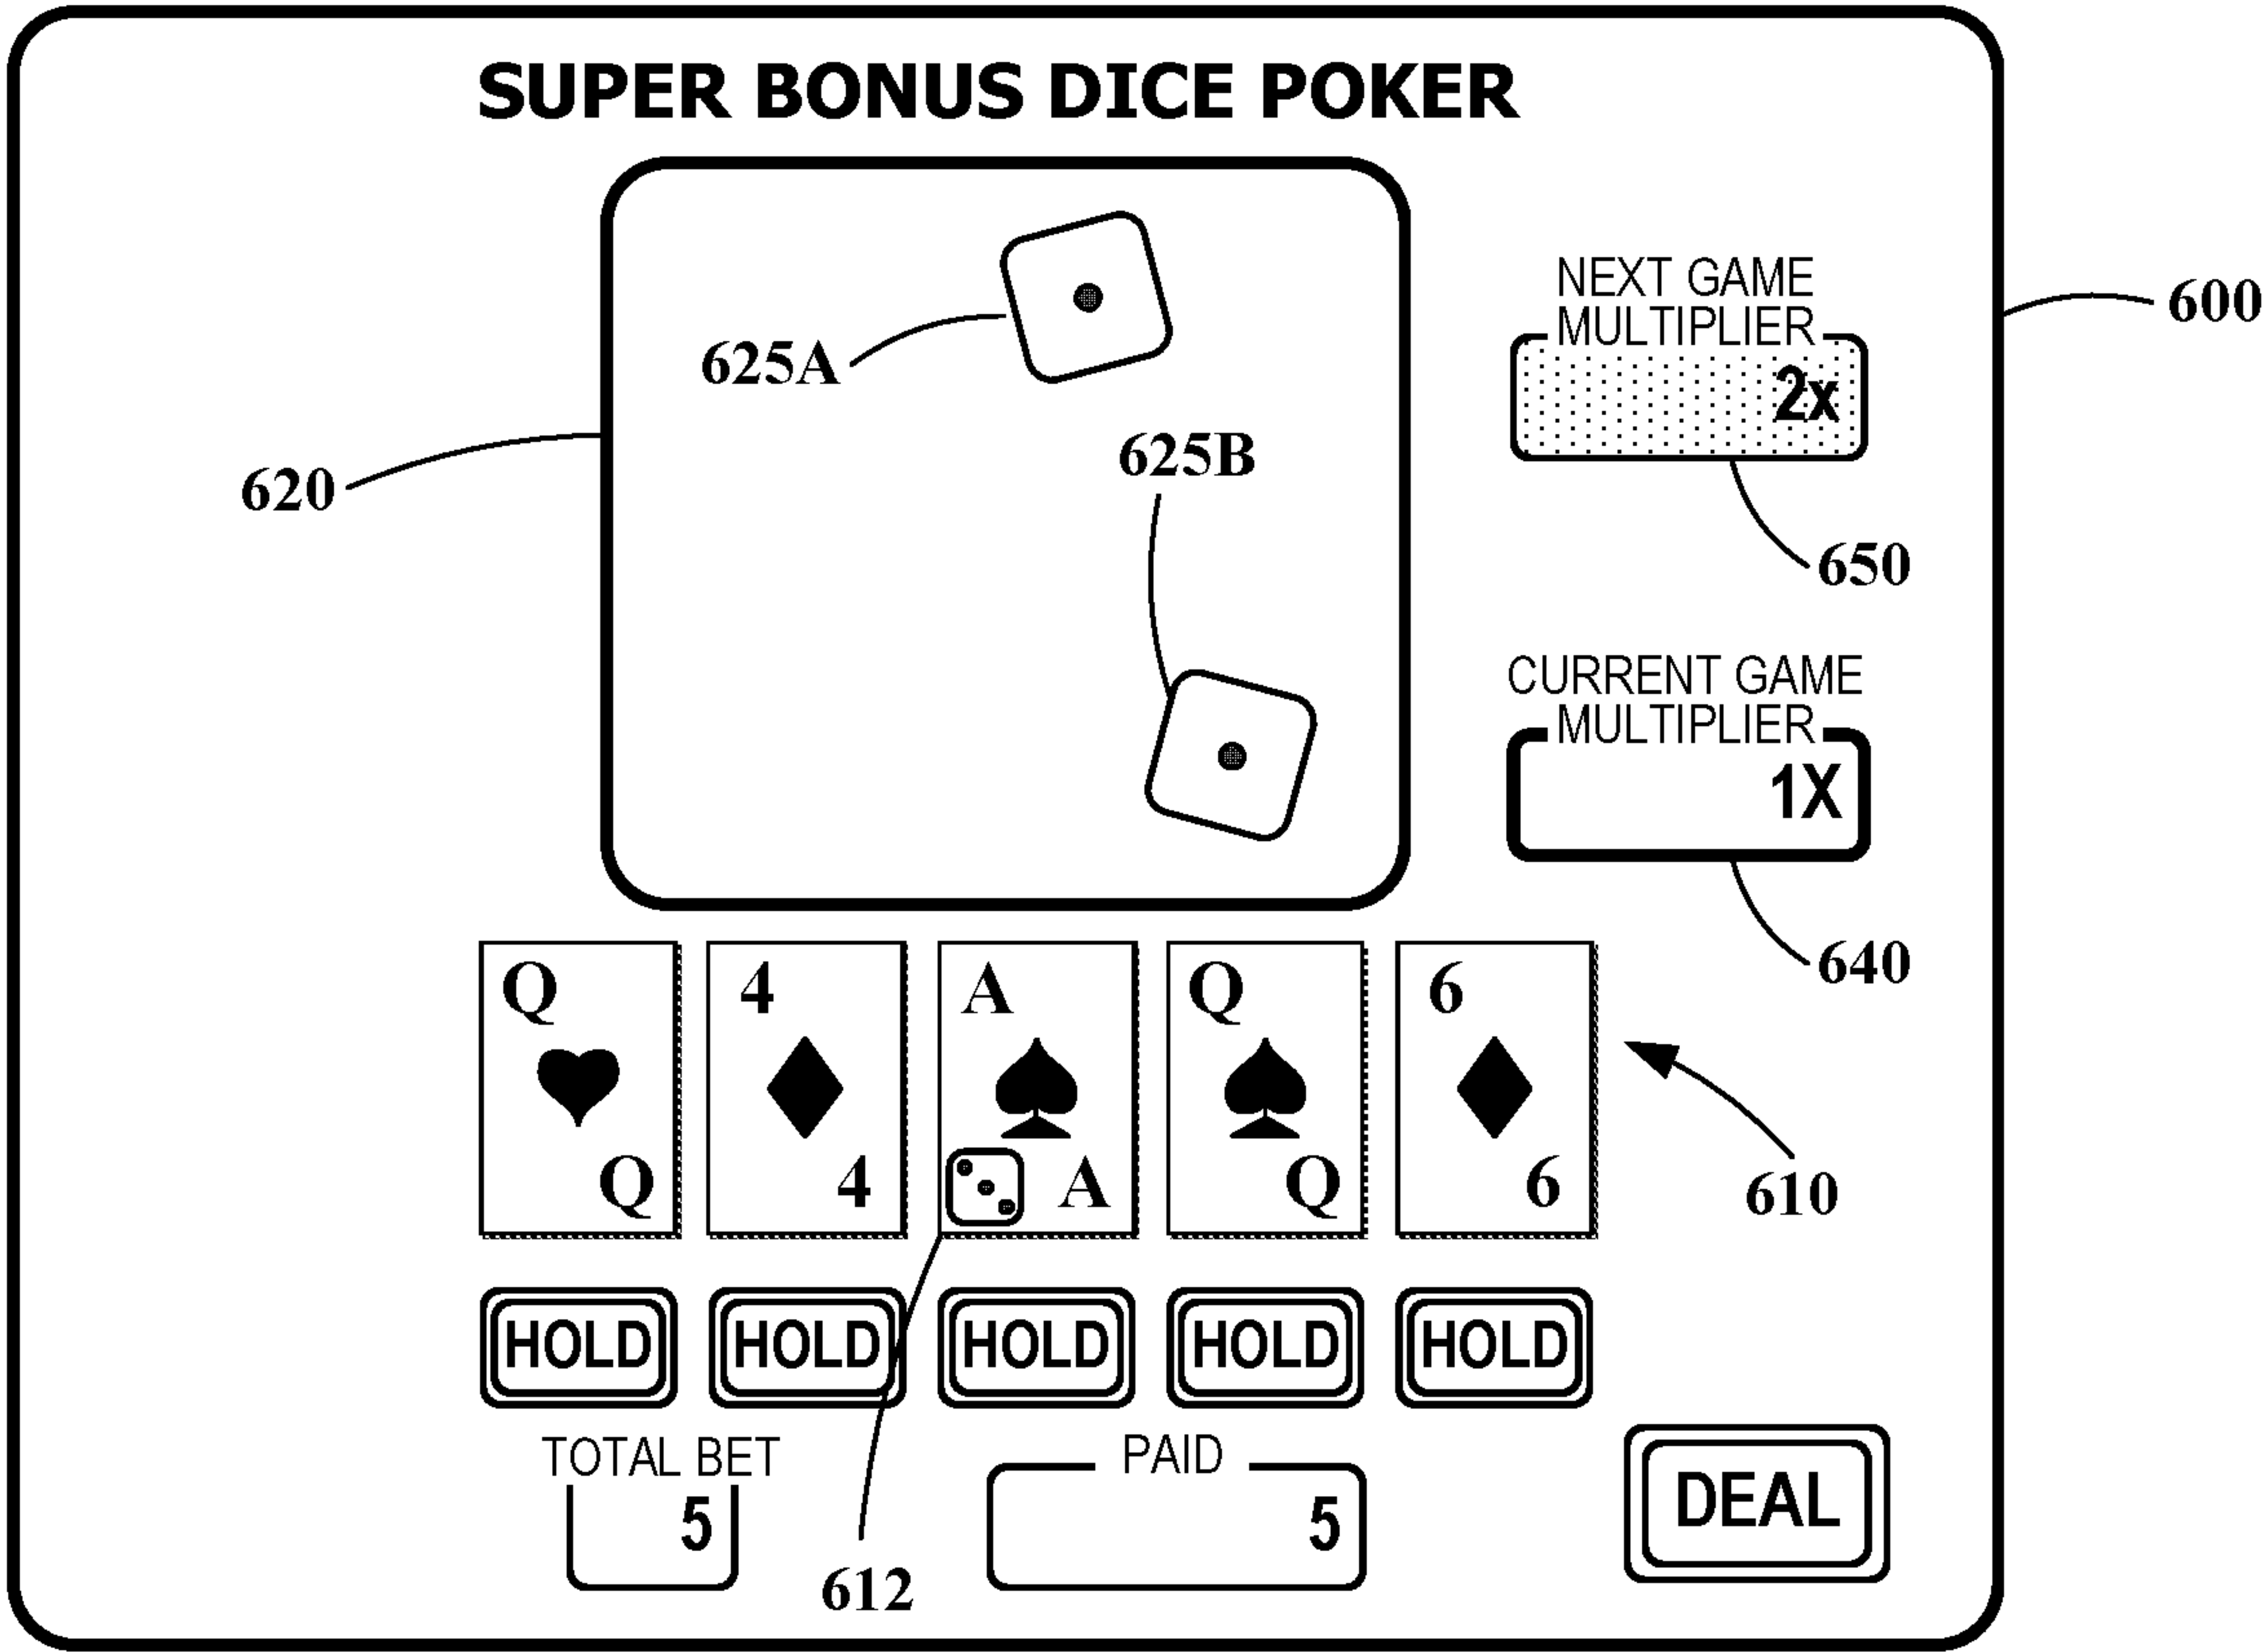 SUPER BONUS DICE POKER
NEXT GAME
MULTIPLIER
2x
600
625A
625B
620
650
CURRENT GAME
MULTIPLIER
1X
640
Q 4 A Q 6
Q 4 A Q 6
610
HOLD HOLD HOLD HOLD HOLD
TOTAL BET
5
PAID
5
DEAL
612